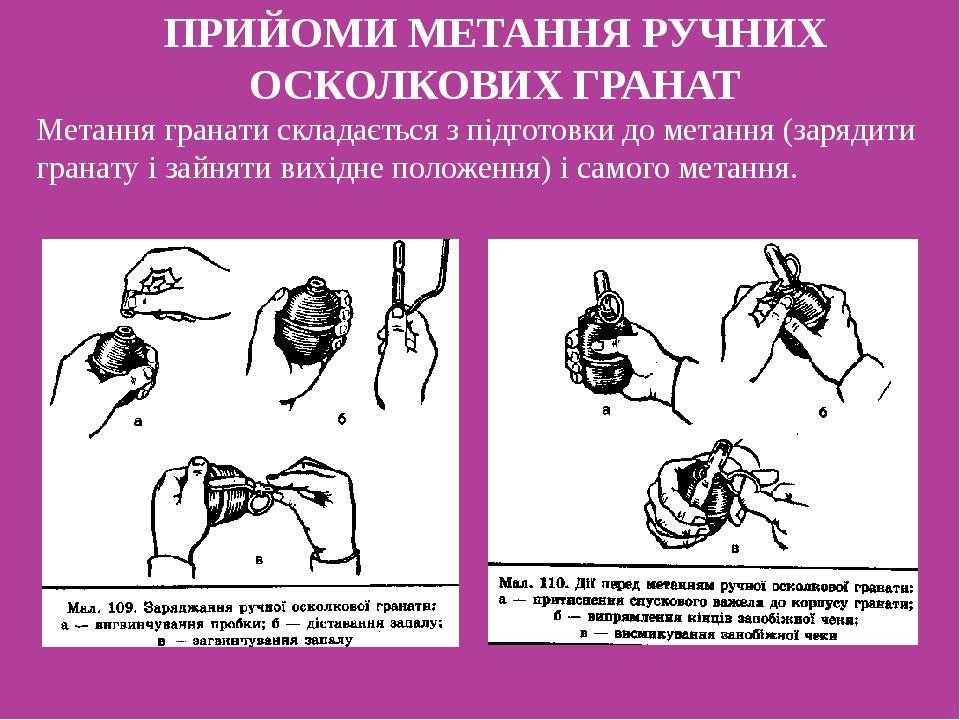 ПРИЙОМИ МЕТАННЯ РУЧНИХ
ОСКОЛКОВИХ ГРАНАТ
Метання гранати складається з підготовки до метання (зарядити
гранату і зайняти вихідне положення) і самого метання.
а
б
в
Мал. 109. Заряджання ручної осколкової гранати:
а — вигвинчування пробки; б — діставання запалу;
в — загвинчування запалу
а
б
в
Мал. 110. Дії перед метанням ручної осколкової гранати:
а — притиснення спускового важеля до корпусу гранати;
б — випрямлення кінців запобіжної чеки;
в — висмикування запобіжної чеки